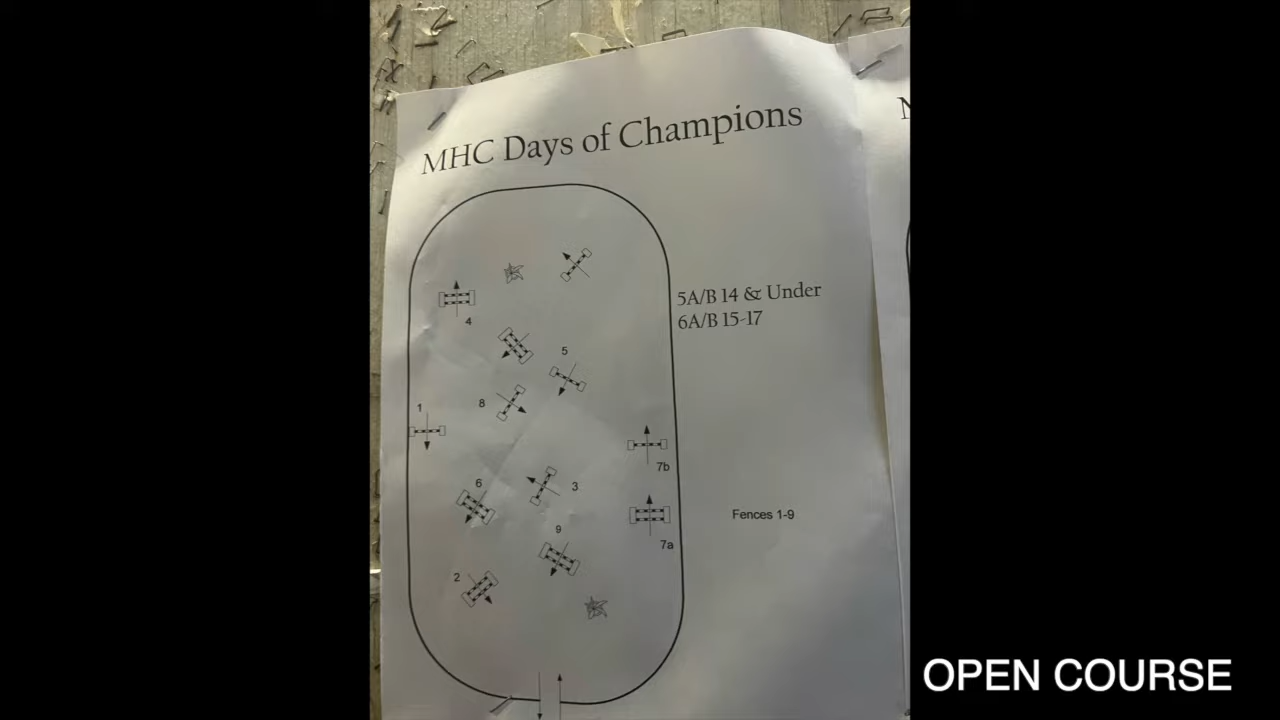 MHC Days of Champions
5A/B 14 & Under
6A/B 15-17
4
5
8
1
7b
6
3
Fences 1-9
9
7a
2
OPEN COURSE